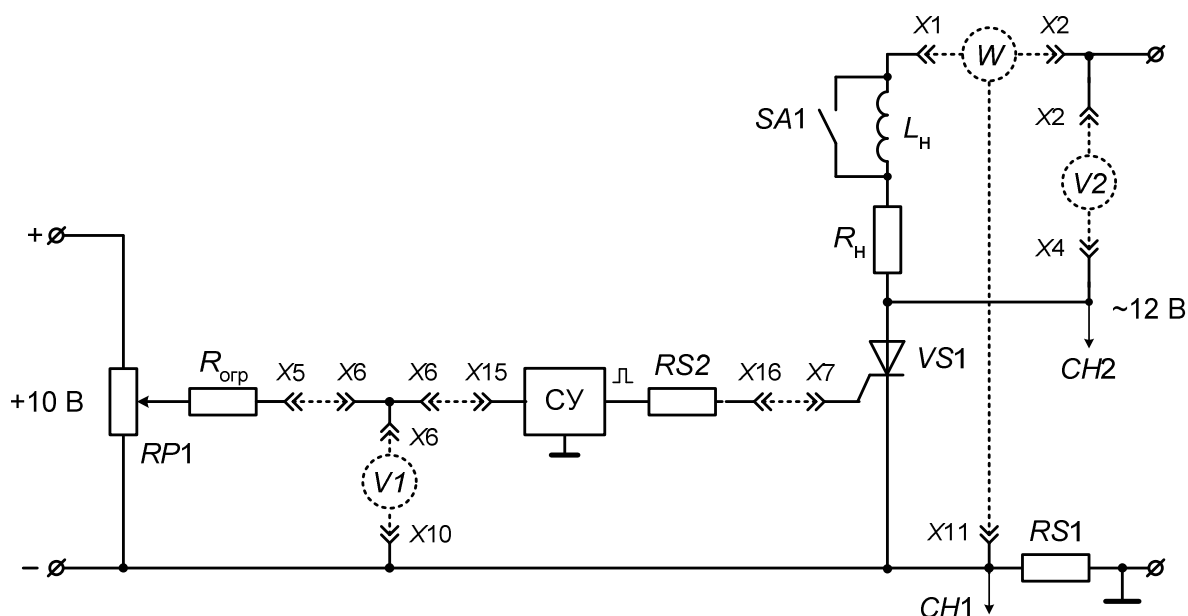 X1
W
X2
SA1
Lн
X2
V2
Rн
X4
+
~12 В
VS1
CH2
Rогр
X5
X6
X6
X15
СУ
RS2
X16
X7
+10 В
RP1
X6
V1
X10
X11
RS1
–
CH1